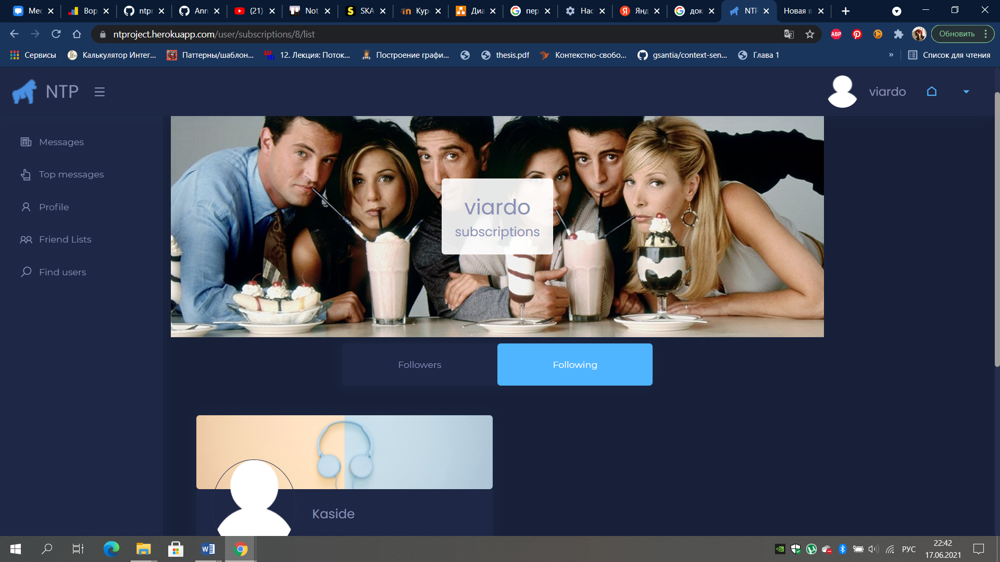 Мес
Вор
ntpr
Ann
(21)
Not
SKA
Кур
Диа
пер
Нас
Янд
док
NTP
Новая в
ntproject.herokuapp.com/user/subscriptions/8/list
ABP
Обновить
Сервисы
Калькулятор Интег...
Паттерны/шаблон...
12. Лекция: Поток...
Построение графи...
thesis.pdf
Контекстно-свобо...
gsantia/context-sen...
Глава 1
»
Список для чтения
NTP
viardo
Messages
Top messages
Profile
Friend Lists
Find users
viardo
subscriptions
Followers
Following
Kaside
РУС
22:42
17.06.2021